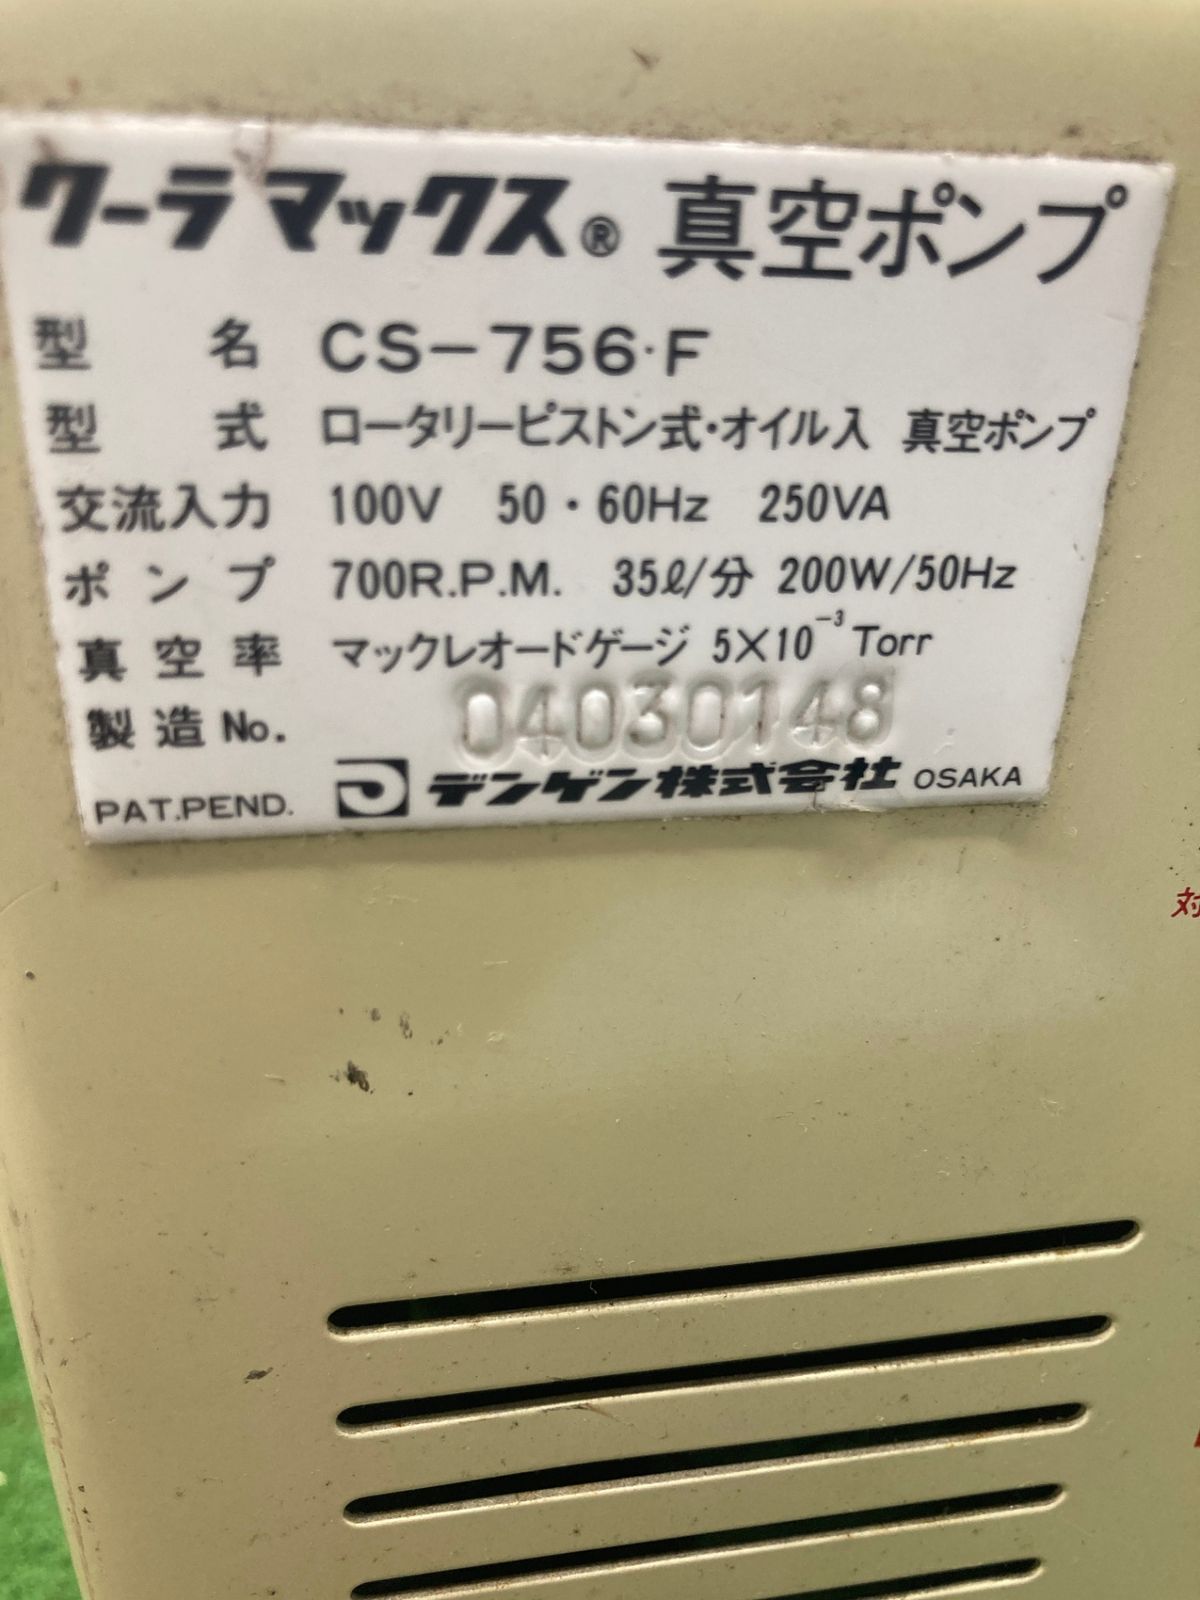 クーラマックス® 真空ポンプ
型名 CS-756・F
型式 ロータリーピストン式・オイル入 真空ポンプ
交流入力 100V 50・60Hz 250VA
ポンプ 700R.P.M. 35ℓ/分 200W/50Hz
真空率 マックレオードゲージ 5×10⁻³ Torr
製造No. 04030148
PAT.PEND. デンゲン株式会社 OSAKA
対